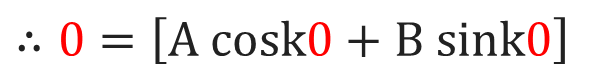 ∴ 0 = [A cosk0 + B sink0]